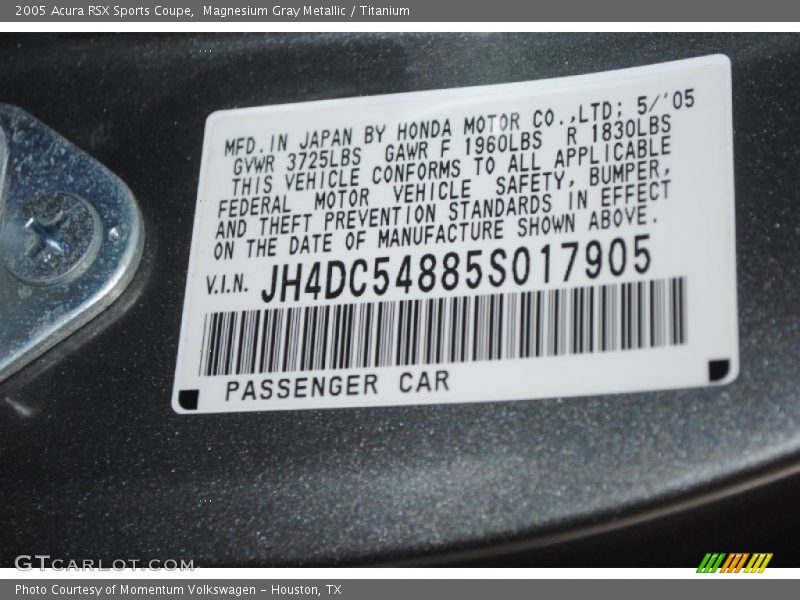 2005 Acura RSX Sports Coupe,  Magnesium Gray Metallic / Titanium
MFD. IN JAPAN BY HONDA MOTOR CO.,LTD; 5/'05
GVWR 3725LBS GAWR F 1960LBS R 1830LBS
THIS VEHICLE CONFORMS TO ALL APPLICABLE
FEDERAL MOTOR VEHICLE SAFETY, BUMPER,
AND THEFT PREVENTION STANDARDS IN EFFECT
ON THE DATE OF MANUFACTURE SHOWN ABOVE.
V.I.N. JH4DC54885S017905
PASSENGER CAR
GTCARLOT.COM
Photo Courtesy of Momentum Volkswagen - Houston, TX